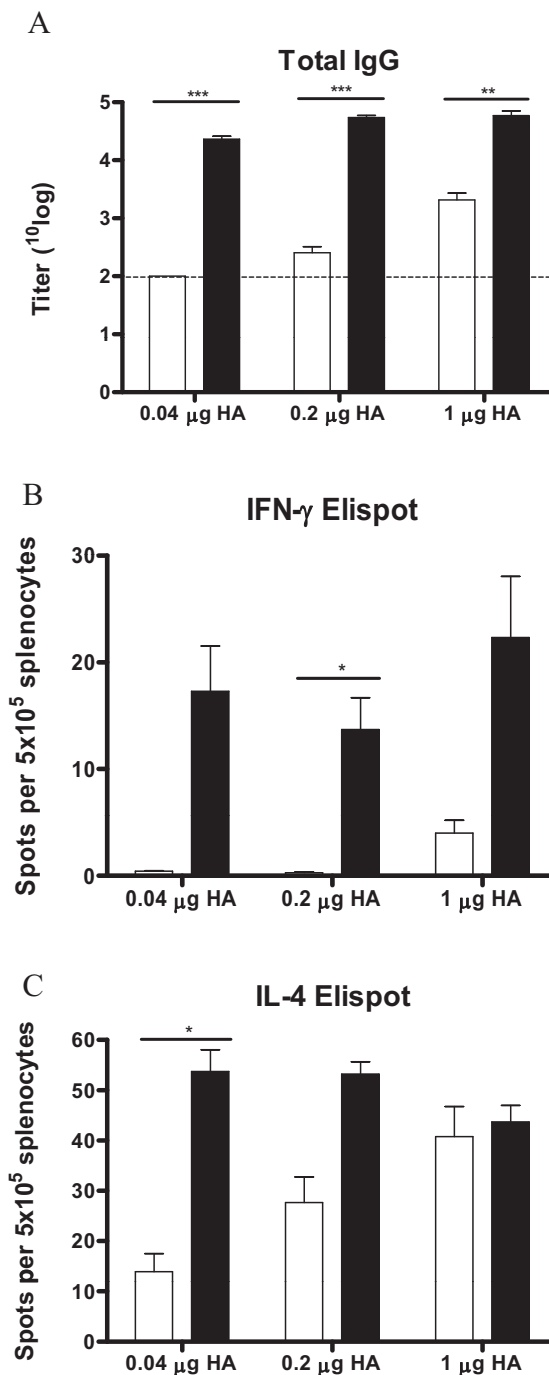 A
Total IgG
Titer (¹⁰log)
5
4
3
2
1
0
***
***
**
0.04 μg HA 0.2 μg HA 1 μg HA
B
IFN-γ Elispot
Spots per 5x10⁵ splenocytes
30
20
10
0
*
0.04 μg HA 0.2 μg HA 1 μg HA
C
IL-4 Elispot
Spots per 5x10⁵ splenocytes
60
50
40
30
20
10
0
*
0.04 μg HA 0.2 μg HA 1 μg HA